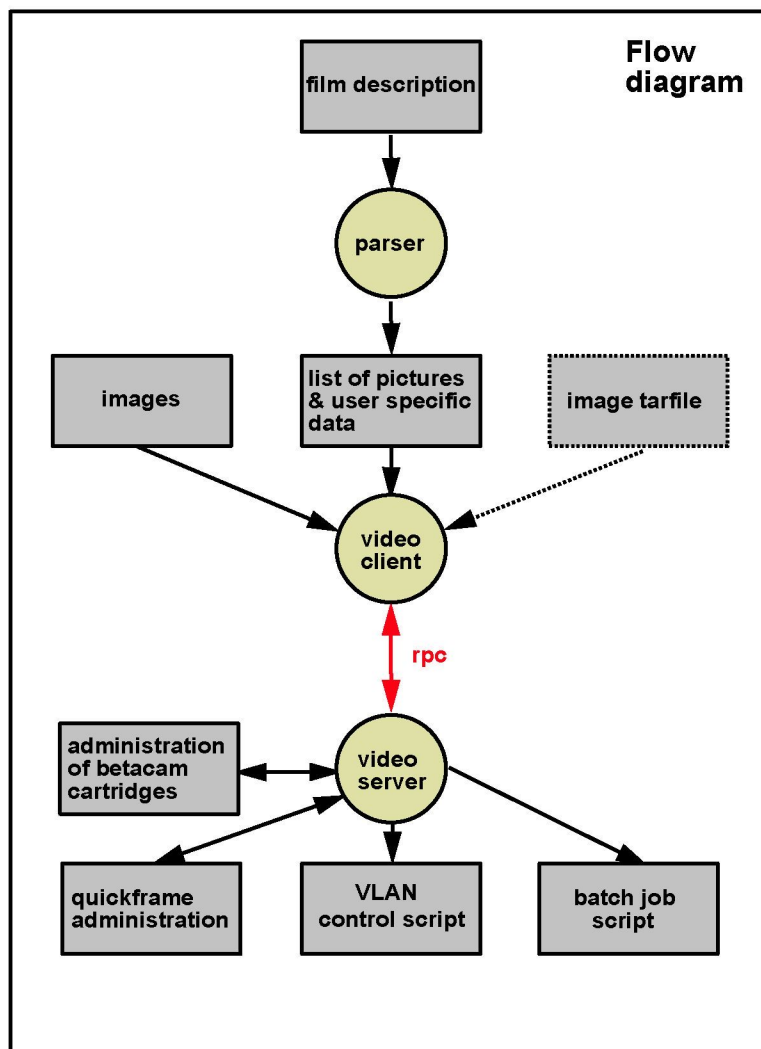 Flow
diagram
film description
parser
images
list of pictures
& user specific
data
image tarfile
video
client
rpc
administration
of betacam
cartridges
video
server
quickframe
administration
VLAN
control script
batch job
script